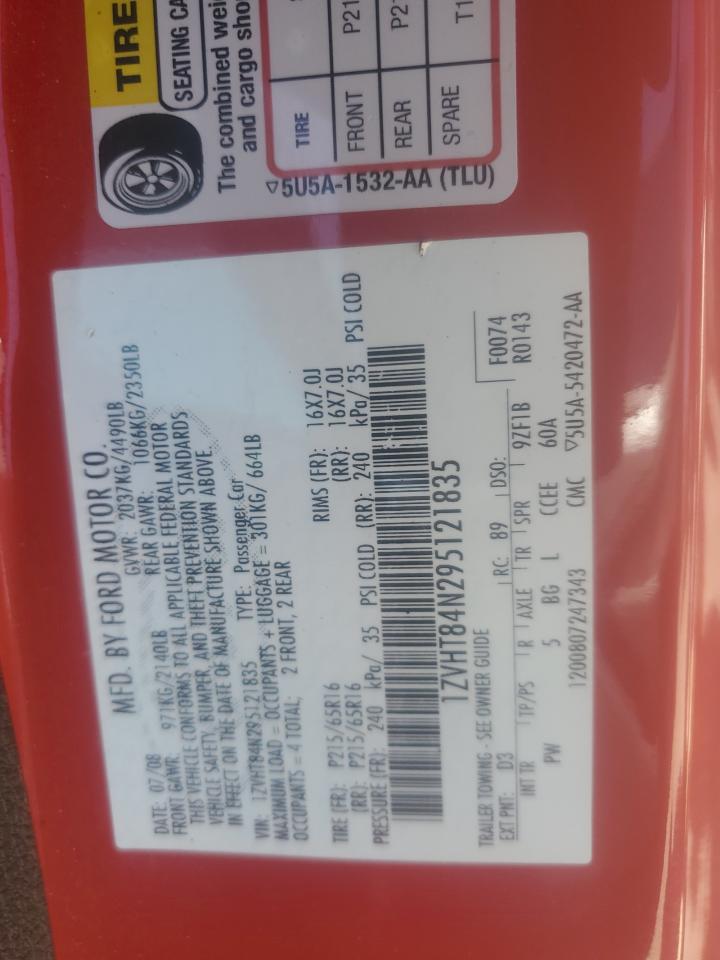 MFD. BY FORD MOTOR CO.
DATE: 07/08 GVWR: 2037KG/4490LB
FRONT GAWR: 971KG/2140LB REAR GAWR: 1066KG/2350LB
THIS VEHICLE CONFORMS TO ALL APPLICABLE FEDERAL MOTOR
VEHICLE SAFETY, BUMPER, AND THEFT PREVENTION STANDARDS
IN EFFECT ON THE DATE OF MANUFACTURE SHOWN ABOVE.
VIN: 1ZVHT84N295121835 TYPE: Passenger Car
MAXIMUM LOAD = OCCUPANTS + LUGGAGE = 301KG/ 664LB
OCCUPANTS = 4 TOTAL; 2 FRONT, 2 REAR
TIRE (FR): P215/65R16 RIMS (FR): 16X7.0J
(RR): P215/65R16 (RR): 16X7.0J
PRESSURE (FR): 240 kPa/ 35 PSI COLD (RR): 240 kPa/ 35 PSI COLD
1ZVHT84N295121835
TRAILER TOWING - SEE OWNER GUIDE
EXT PNT: D3 RC: 89 DSO: F0074
R0143
INT TR TP/PS R AXLE TR SPR 9ZF1B
PW 5 BG L CCEE 60A
1200807247343 CMC ▽5U5A-5420472-AA
TIRE
SEATING CA
The combined wei
and cargo sho
TIRE
FRONT P21
REAR P21
SPARE T1
▽5U5A-1532-AA (TLU)